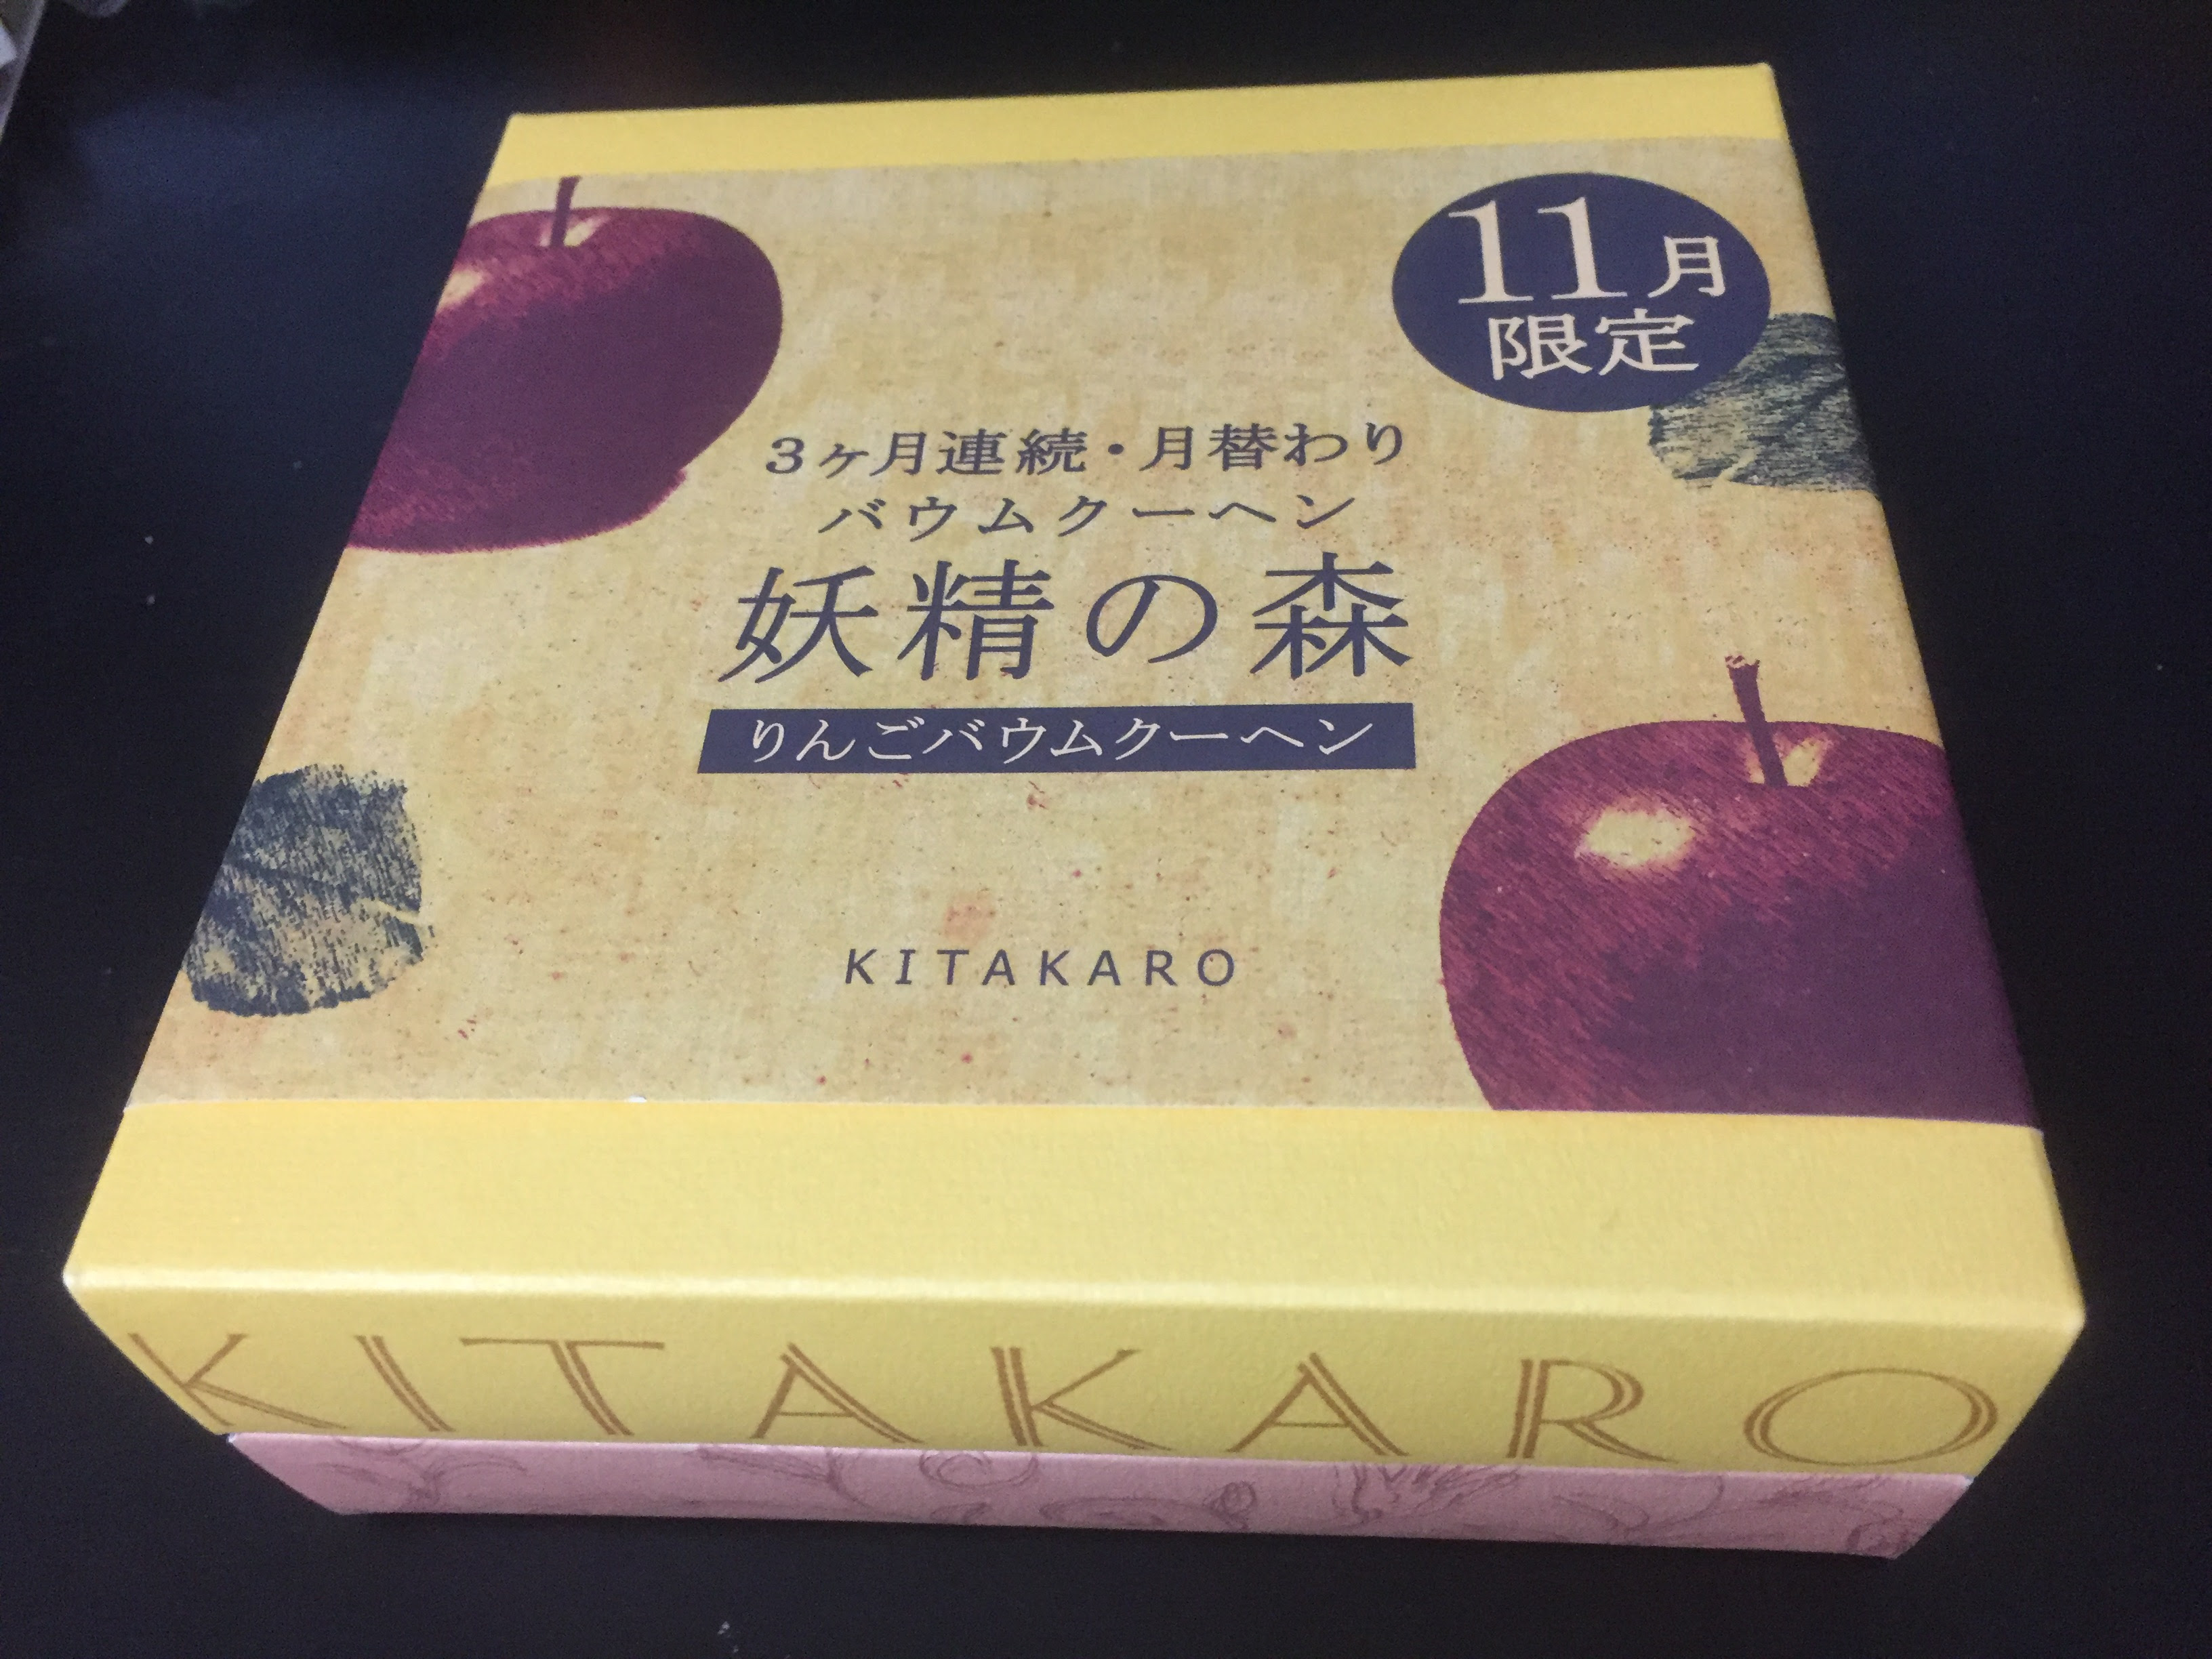 11月
限定
3ヶ月連続・月替わり
バウムクーヘン
妖精の森
りんごバウムクーヘン
KITAKARO
KITAKARO